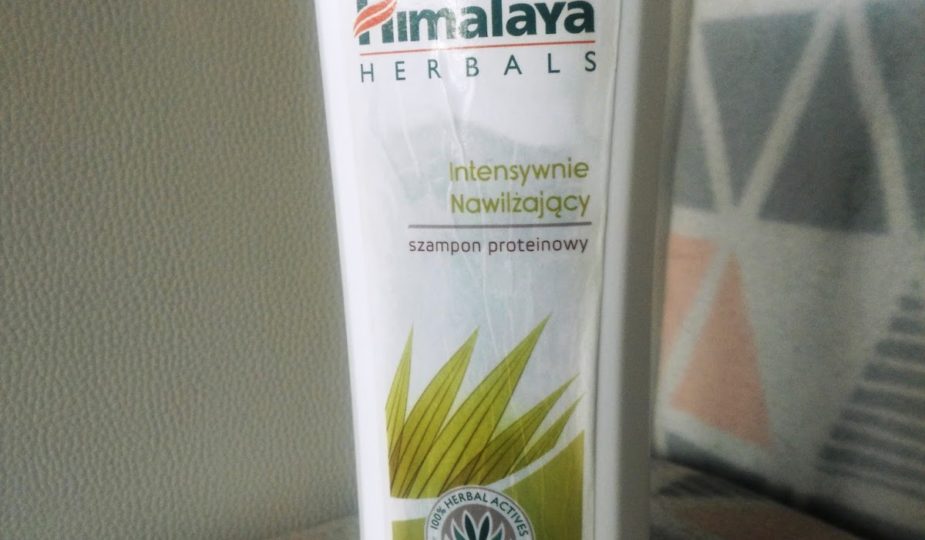 Himalaya
HERBALS
Intensywnie
Nawilżający
szampon proteinowy
100% HERBAL ACTIVES